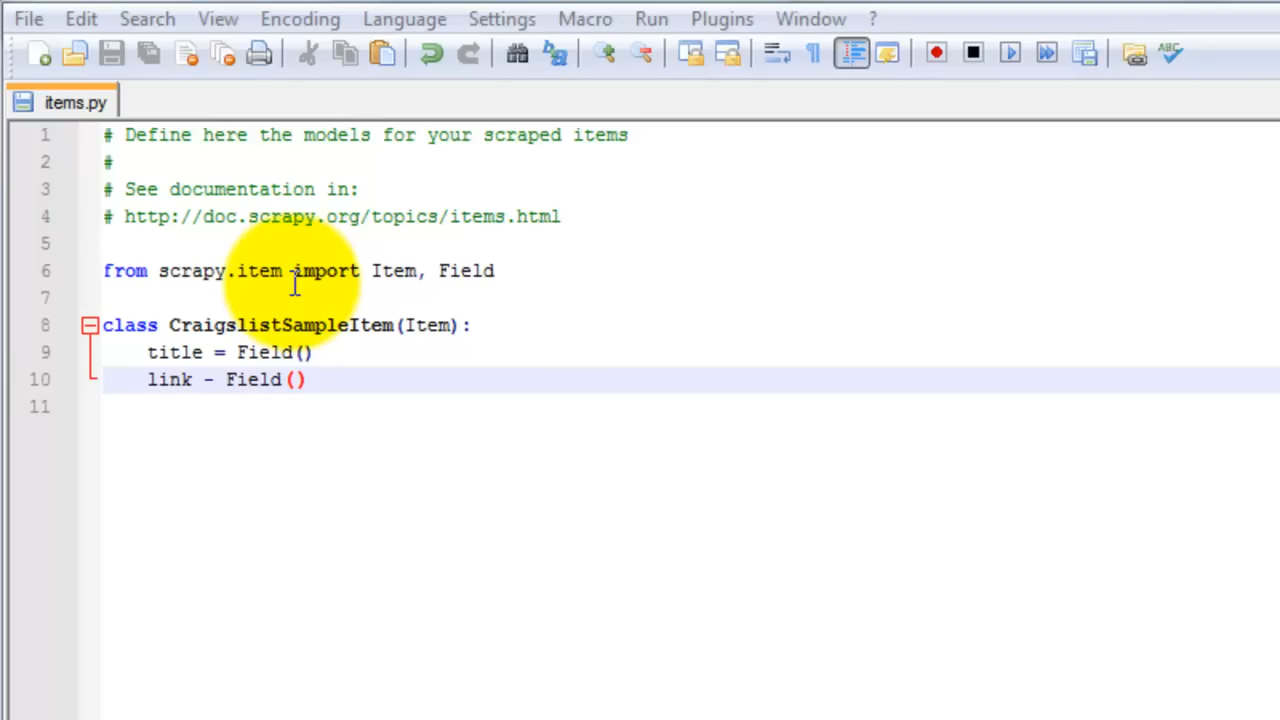 File Edit Search View Encoding Language Settings Macro Run Plugins Window ?
ABC
items.py
1 # Define here the models for your scraped items
2 #
3 # See documentation in:
4 # http://doc.scrapy.org/topics/items.html
5
6 from scrapy.item import Item, Field
7
8 class CraigslistSampleItem(Item):
9 title = Field()
10 link - Field()
11